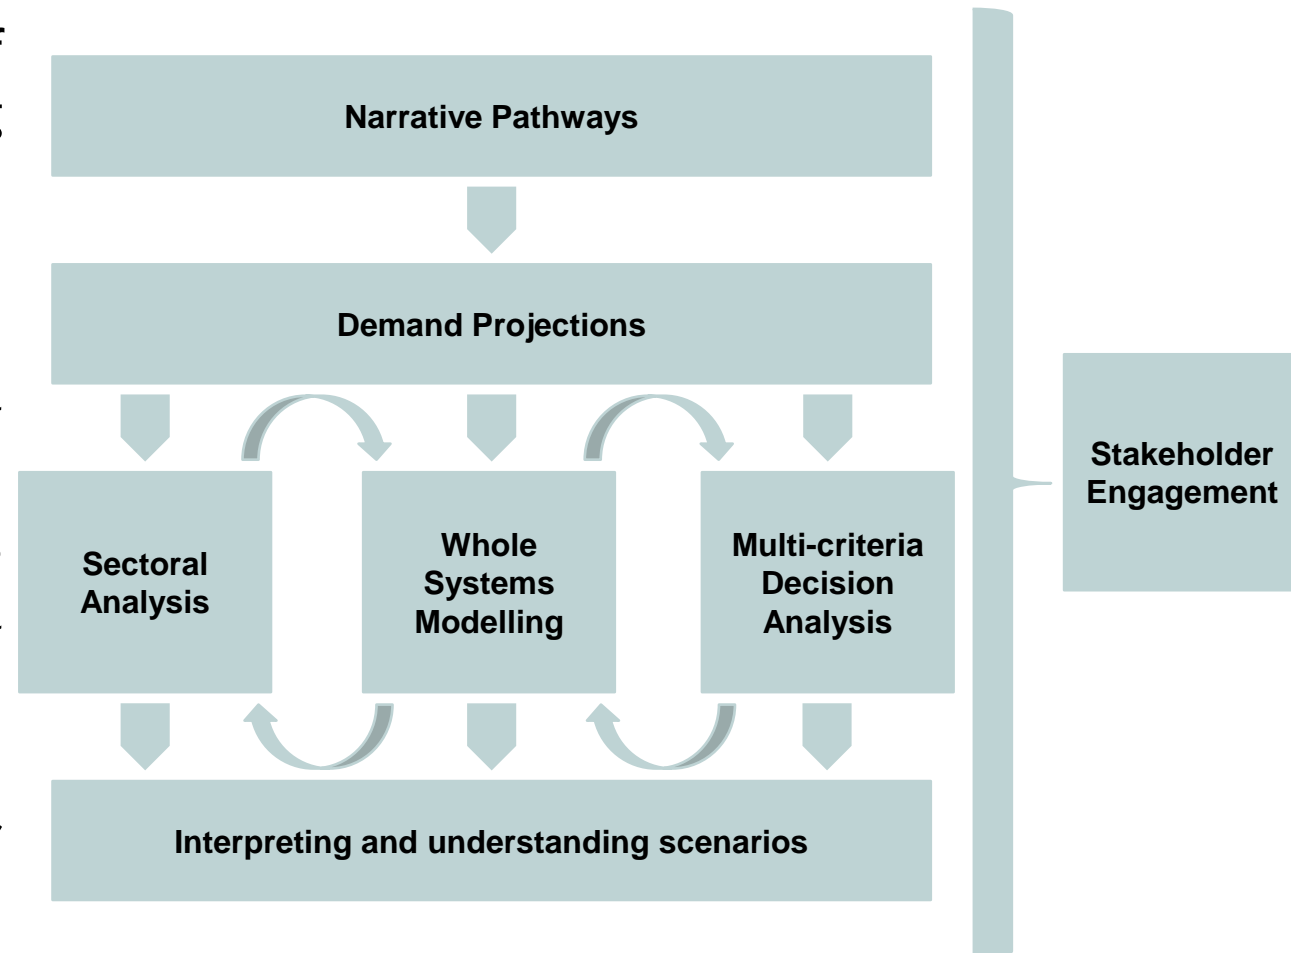 Narrative Pathways
Demand Projections
Sectoral
Analysis
Whole
Systems
Modelling
Multi-criteria
Decision
Analysis
Stakeholder
Engagement
Interpreting and understanding scenarios